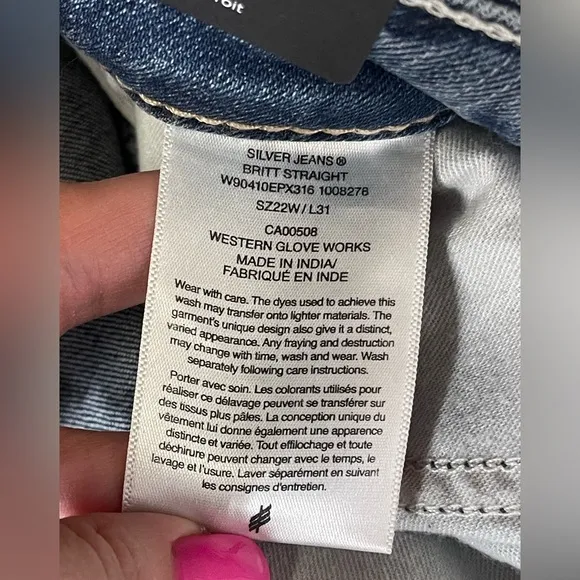 SILVER JEANS ®
BRITT STRAIGHT
W90410EPX316 1008276
SZ22W/L31
CA00508
WESTERN GLOVE WORKS
MADE IN INDIA/
FABRIQUÉ EN INDE
Wear with care. The dyes used to achieve this
wash may transfer onto lighter materials. The
garment's unique design also give it a distinct,
varied appearance. Any fraying and destruction
may change with time, wash and wear. Wash
separately following care instructions.
Porter avec soin. Les colorants utilisés pour
réaliser ce délavage peuvent se transférer sur
des tissus plus pâles. La conception unique du
vêtement lui donne également une apparence
distincte et variée. Tout effilochage et toute
déchirure peuvent changer avec le temps, le
lavage et l'usure. Laver séparément en suivant
les consignes d'entretien.